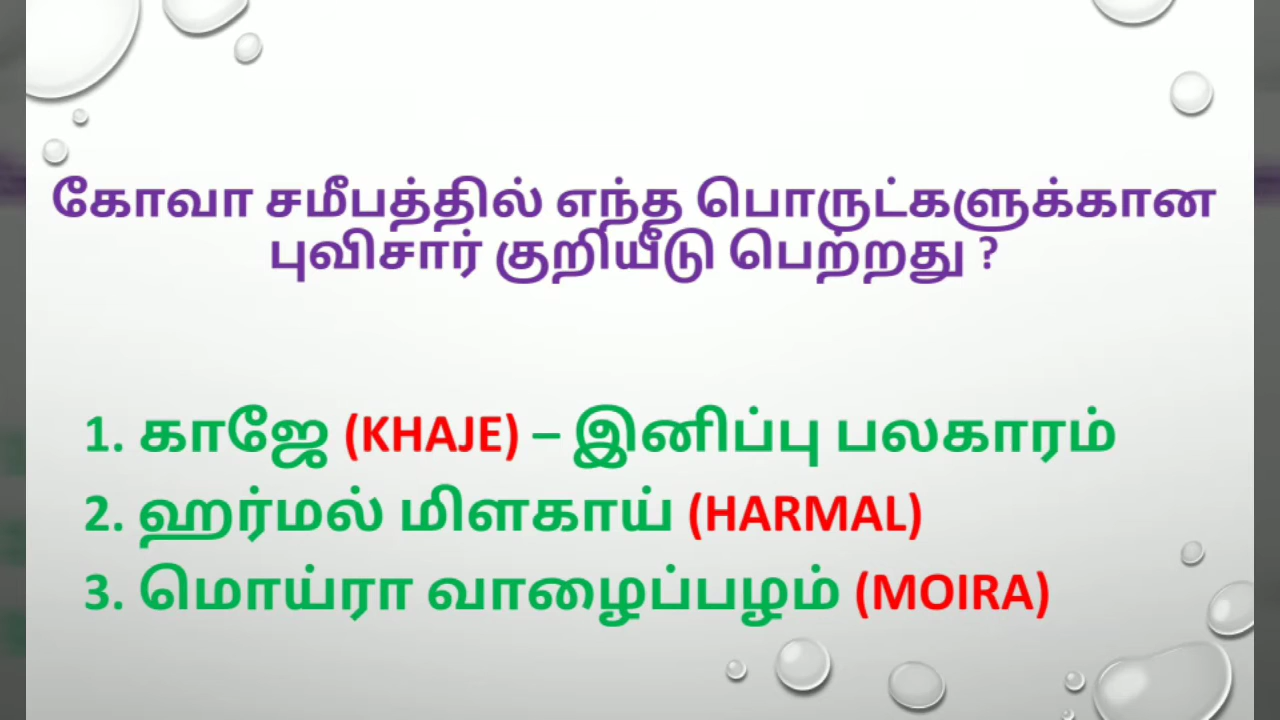 கோவா சமீபத்தில் எந்த பொருட்களுக்கான
புவிசார் குறியீடு பெற்றது ?
1. காஜே (KHAJE) – இனிப்பு பலகாரம்
2. ஹர்மல் மிளகாய் (HARMAL)
3. மொய்ரா வாழைப்பழம் (MOIRA)